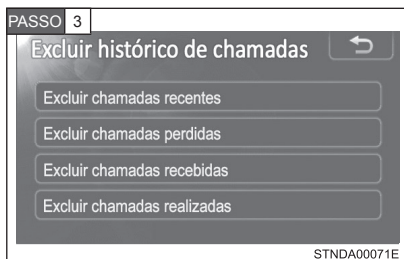 PASSO 3
Excluir histórico de chamadas
Excluir chamadas recentes
Excluir chamadas perdidas
Excluir chamadas recebidas
Excluir chamadas realizadas
STNDA00071E